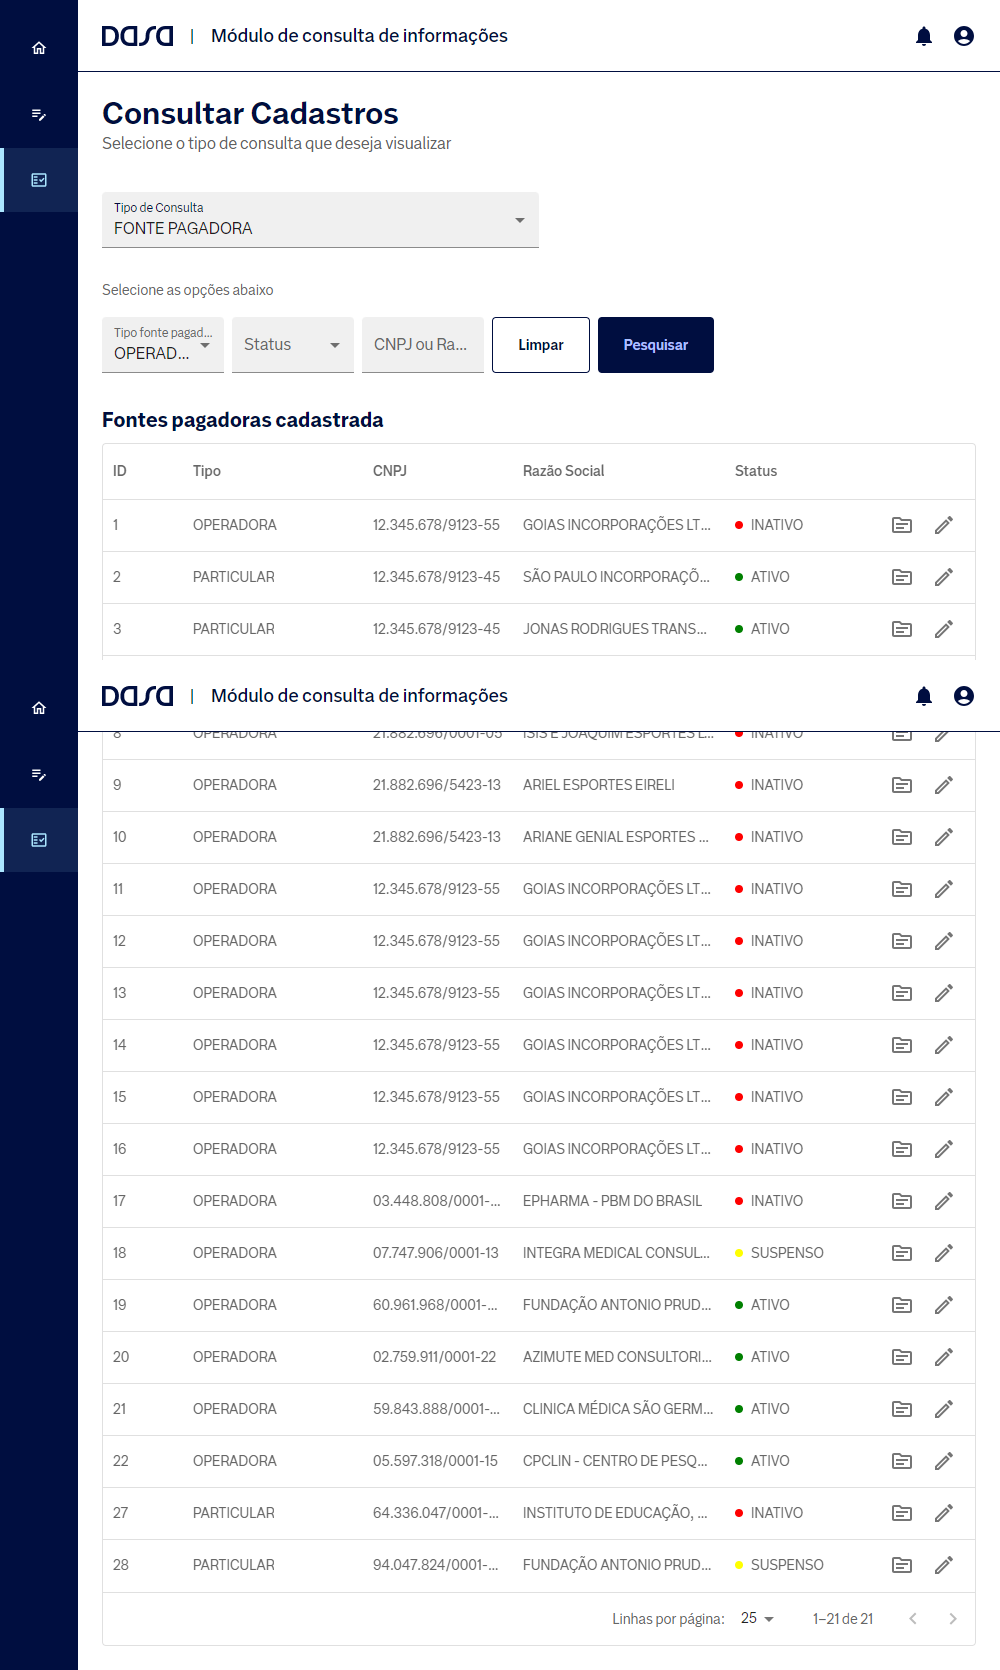 DASA | Módulo de consulta de informações
Consultar Cadastros
Selecione o tipo de consulta que deseja visualizar
Tipo de Consulta
FONTE PAGADORA
Selecione as opções abaixo
Tipo fonte pagad...
OPERAD...
Status
CNPJ ou Ra...
Limpar
Pesquisar
Fontes pagadoras cadastrada
ID Tipo CNPJ Razão Social Status
1 OPERADORA 12.345.678/9123-55 GOIAS INCORPORAÇÕES LT... INATIVO
2 PARTICULAR 12.345.678/9123-45 SÃO PAULO INCORPORAÇÕ... ATIVO
3 PARTICULAR 12.345.678/9123-45 JONAS RODRIGUES TRANS... ATIVO
DASA | Módulo de consulta de informações
8 OPERADORA 21.882.696/0001-05 ISIS E JOAQUIM ESPORTES L... INATIVO
9 OPERADORA 21.882.696/5423-13 ARIEL ESPORTES EIRELI INATIVO
10 OPERADORA 21.882.696/5423-13 ARIANE GENIAL ESPORTES ... INATIVO
11 OPERADORA 12.345.678/9123-55 GOIAS INCORPORAÇÕES LT... INATIVO
12 OPERADORA 12.345.678/9123-55 GOIAS INCORPORAÇÕES LT... INATIVO
13 OPERADORA 12.345.678/9123-55 GOIAS INCORPORAÇÕES LT... INATIVO
14 OPERADORA 12.345.678/9123-55 GOIAS INCORPORAÇÕES LT... INATIVO
15 OPERADORA 12.345.678/9123-55 GOIAS INCORPORAÇÕES LT... INATIVO
16 OPERADORA 12.345.678/9123-55 GOIAS INCORPORAÇÕES LT... INATIVO
17 OPERADORA 03.448.808/0001-... EPHARMA - PBM DO BRASIL INATIVO
18 OPERADORA 07.747.906/0001-13 INTEGRA MEDICAL CONSUL... SUSPENSO
19 OPERADORA 60.961.968/0001-... FUNDAÇÃO ANTONIO PRUD... ATIVO
20 OPERADORA 02.759.911/0001-22 AZIMUTE MED CONSULTORI... ATIVO
21 OPERADORA 59.843.888/0001-... CLINICA MÉDICA SÃO GERM... ATIVO
22 OPERADORA 05.597.318/0001-15 CPCLIN - CENTRO DE PESQ... ATIVO
27 PARTICULAR 64.336.047/0001-... INSTITUTO DE EDUCAÇÃO, ... INATIVO
28 PARTICULAR 94.047.824/0001-... FUNDAÇÃO ANTONIO PRUD... SUSPENSO
Linhas por página: 25 1–21 de 21